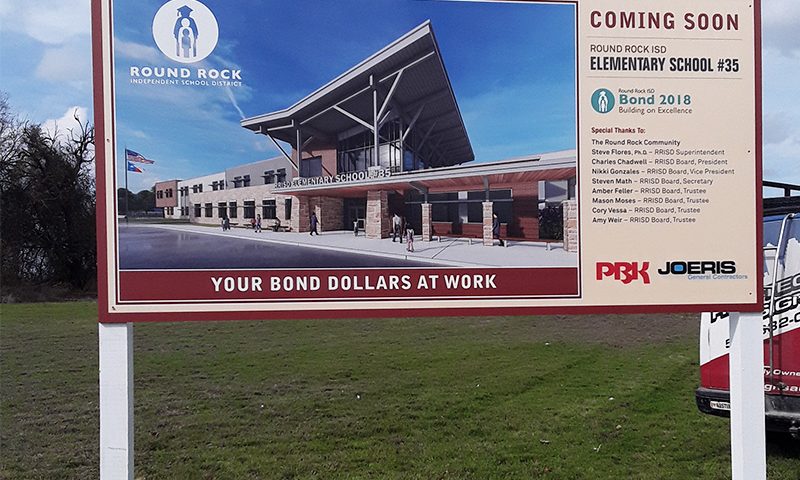 ROUND ROCK
INDEPENDENT SCHOOL DISTRICT
RRISD ELEMENTARY SCHOOL #35
YOUR BOND DOLLARS AT WORK
COMING SOON
ROUND ROCK ISD
ELEMENTARY SCHOOL #35
Round Rock ISD
Bond 2018
Building on Excellence
Special Thanks To:
The Round Rock Community
Steve Flores, Ph.D. – RRISD Superintendent
Charles Chadwell – RRISD Board, President
Nikki Gonzales – RRISD Board, Vice President
Steven Math – RRISD Board, Secretary
Amber Feller – RRISD Board, Trustee
Mason Moses – RRISD Board, Trustee
Cory Vessa – RRISD Board, Trustee
Amy Weir – RRISD Board, Trustee
PBK
JOERIS
General Contractors